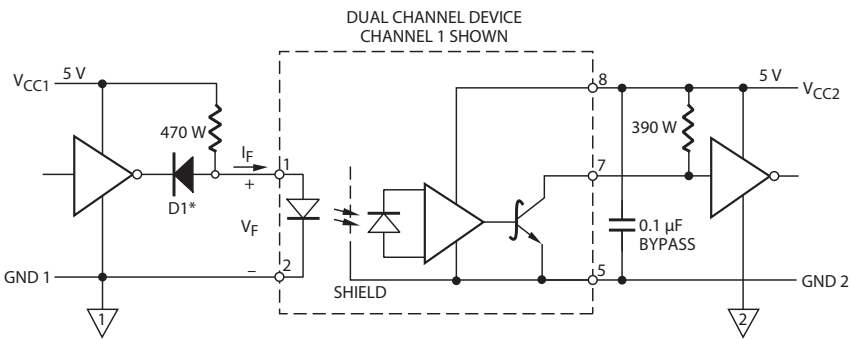 DUAL CHANNEL DEVICE
CHANNEL 1 SHOWN
VCC1
5 V
8
5 V
VCC2
470 W
IF
390 W
1
+
7
D1*
VF
0.1 µF
BYPASS
GND 1
–
2
5
GND 2
SHIELD
1
2